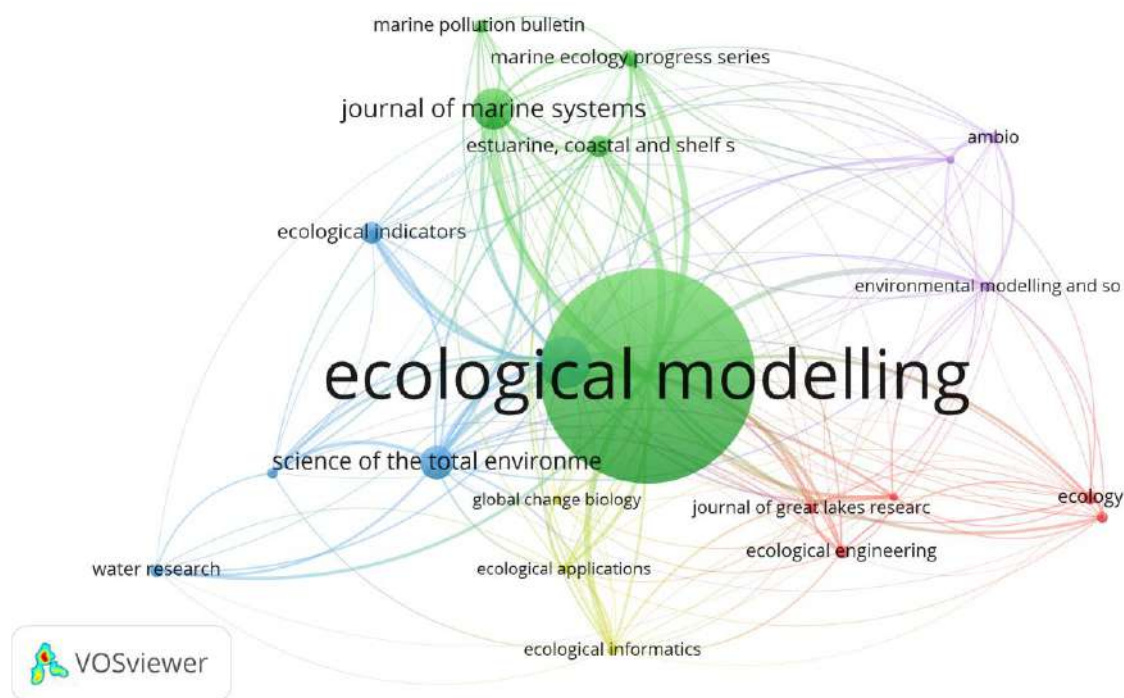 marine pollution bulletin
marine ecology progress series
journal of marine systems
ambio
estuarine, coastal and shelf s
ecological indicators
environmental modelling and so
ecological modelling
science of the total environme
global change biology
ecology
journal of great lakes researc
ecological engineering
water research
ecological applications
ecological informatics
VOSviewer